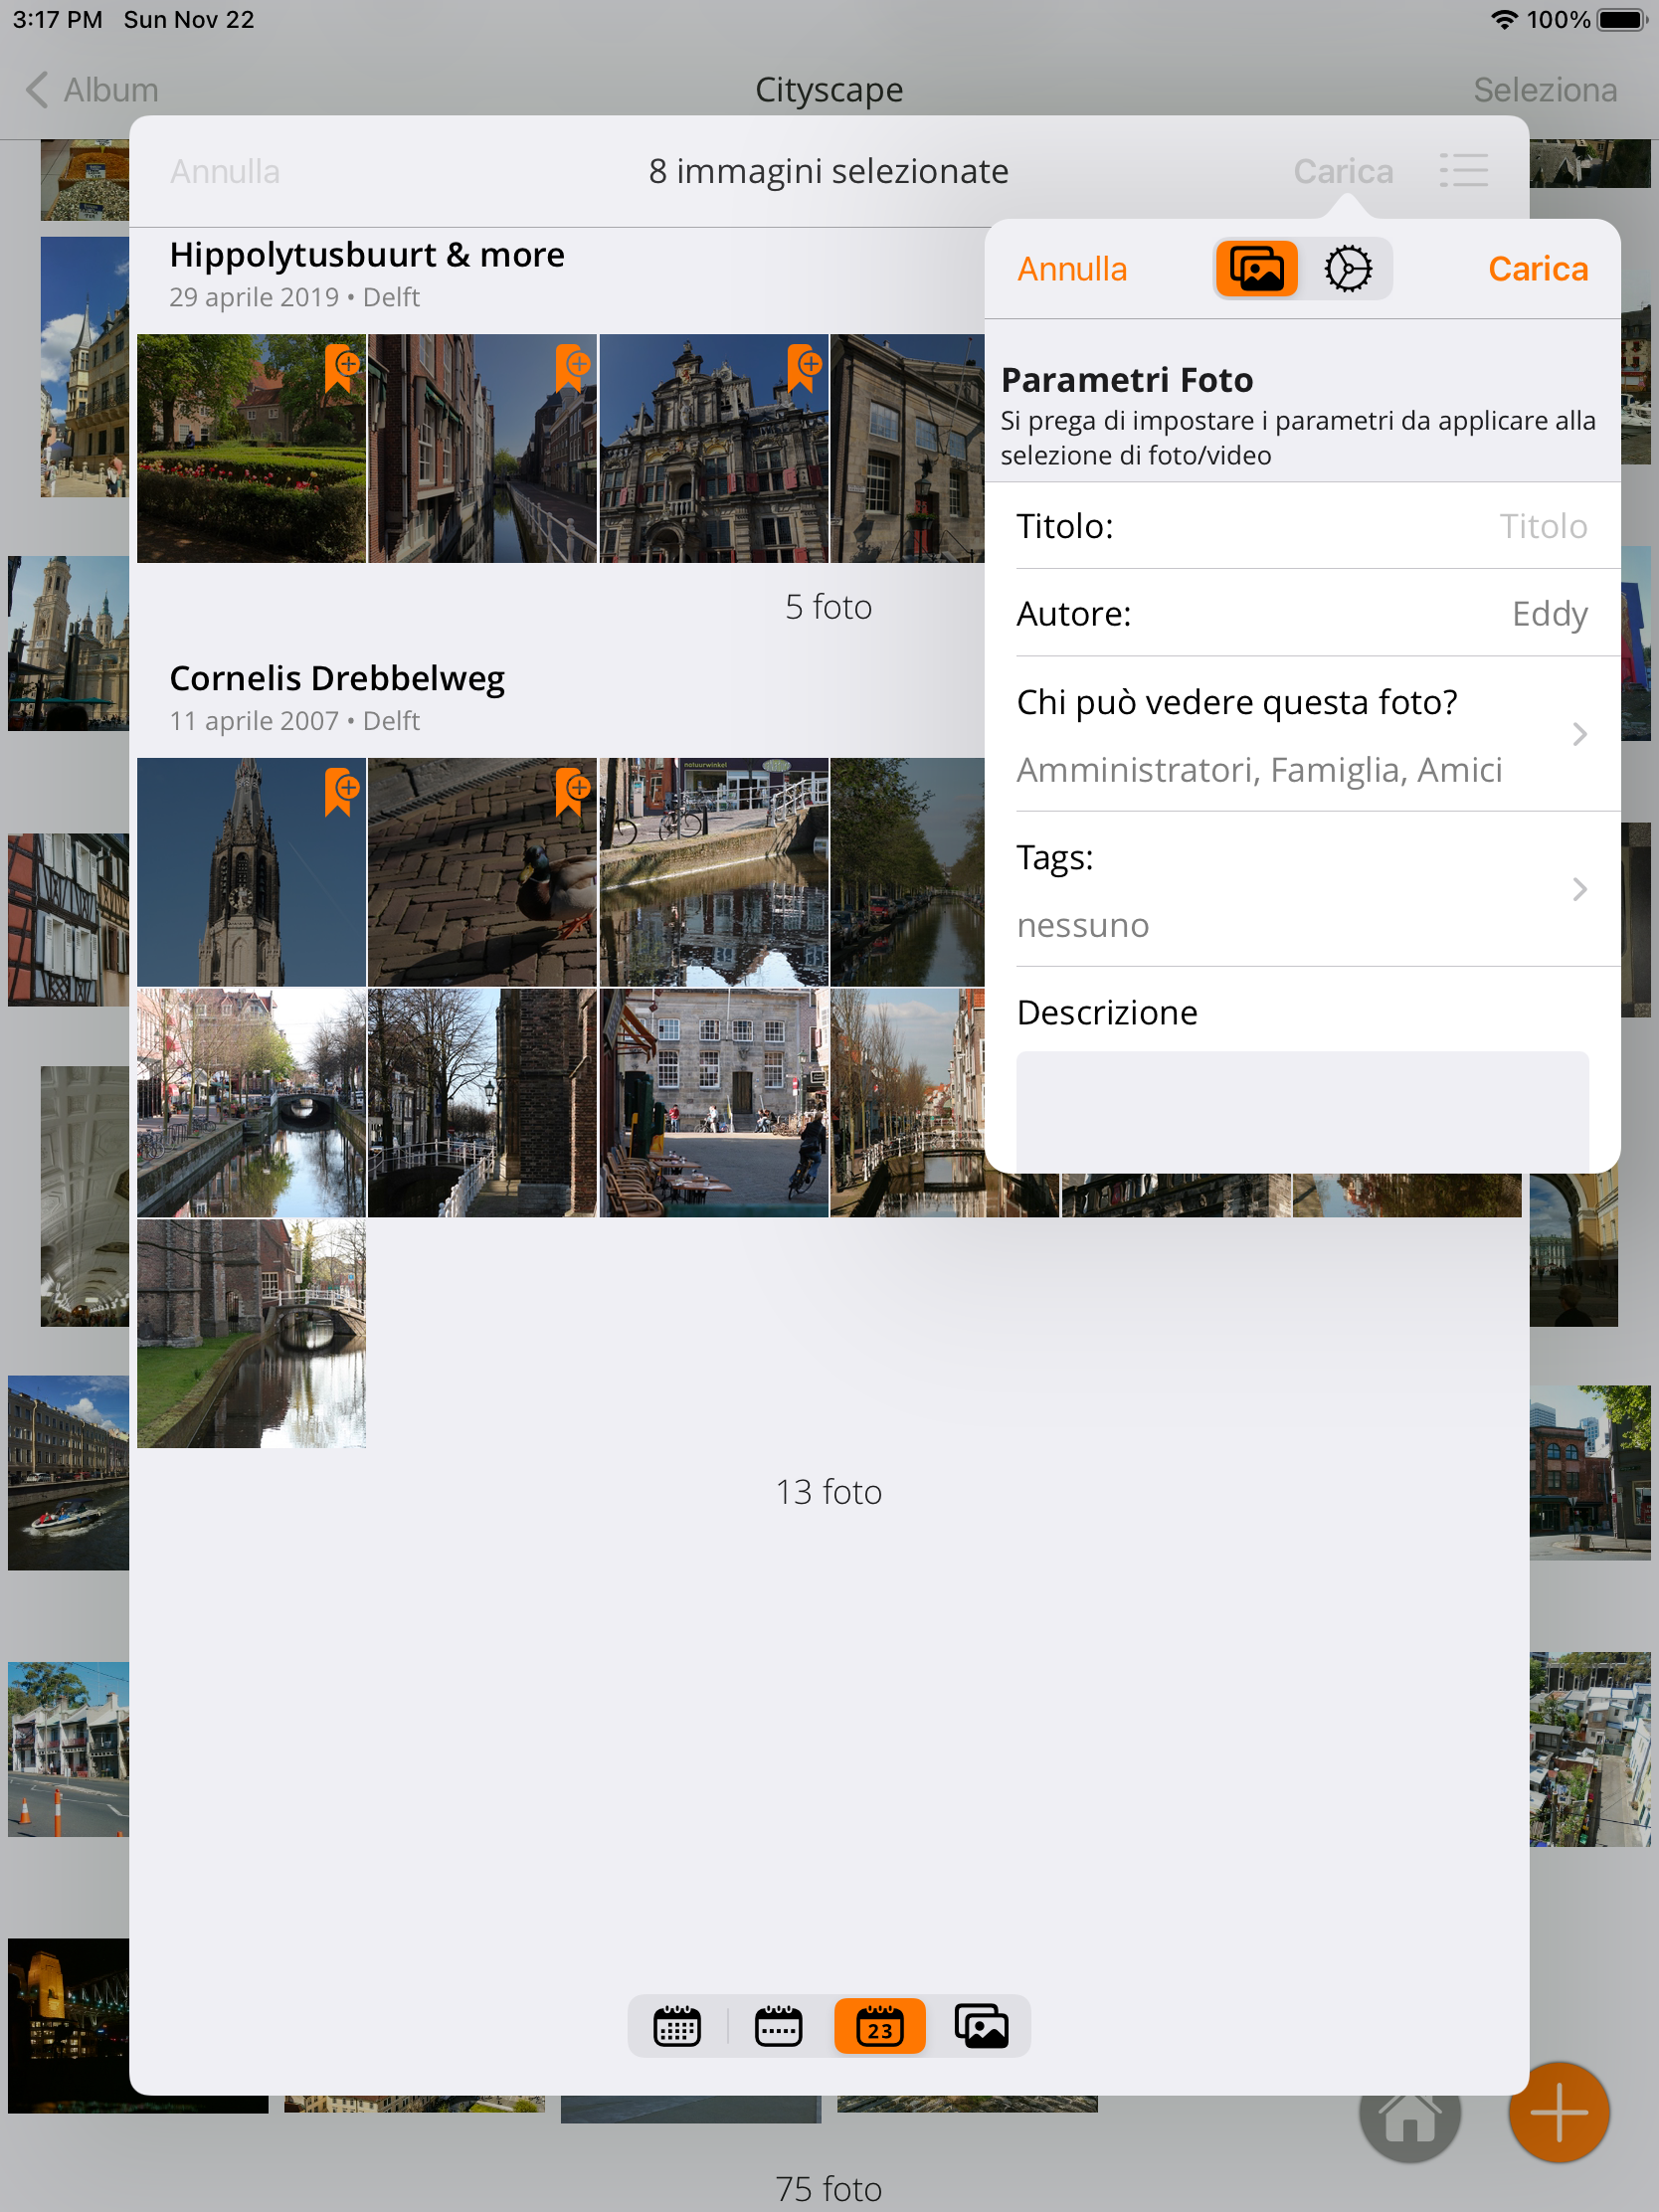 3:17 PM Sun Nov 22
100%
Album
Cityscape
Seleziona
Annulla
8 immagini selezionate
Carica
Hippolytusbuurt & more
29 aprile 2019 • Delft
5 foto
Cornelis Drebbelweg
11 aprile 2007 • Delft
natuurwinkel
13 foto
Annulla
Carica
Parametri Foto
Si prega di impostare i parametri da applicare alla
selezione di foto/video
Titolo:
Titolo
Autore:
Eddy
Chi può vedere questa foto?
Amministratori, Famiglia, Amici
Tags:
nessuno
Descrizione
23
75 foto